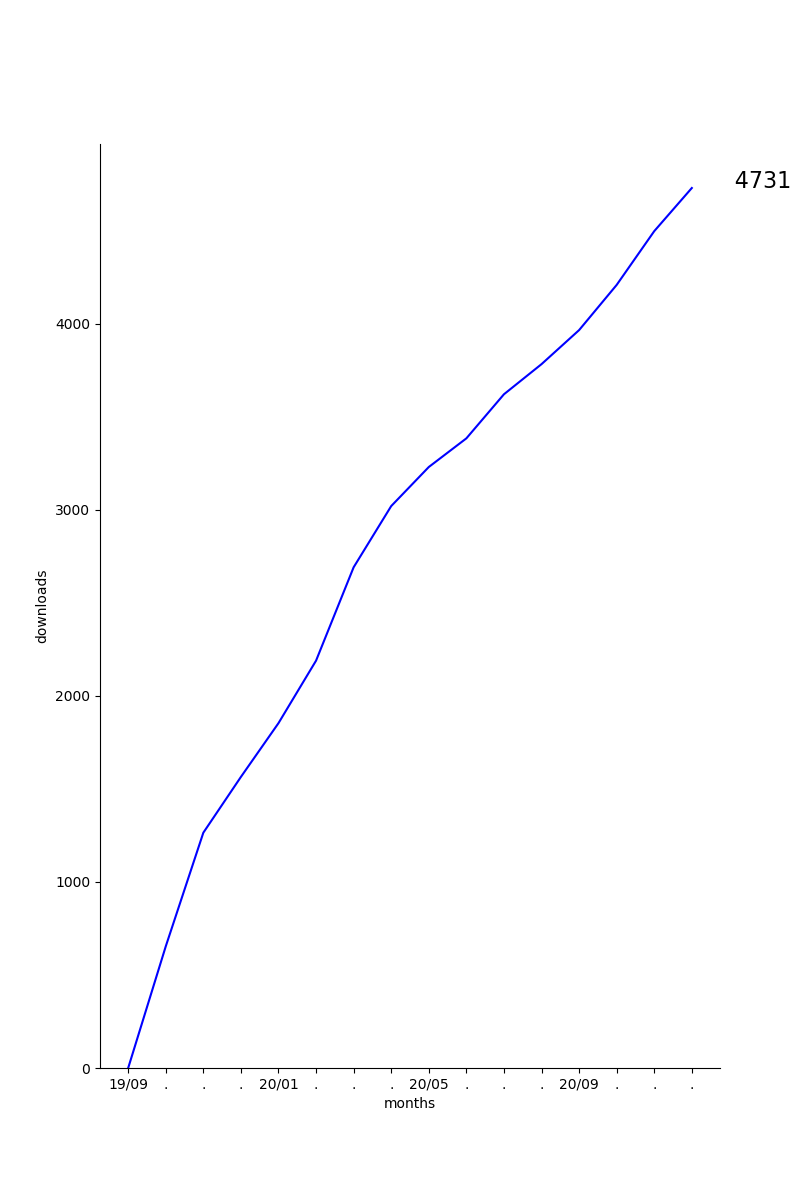 4731
4000
3000
downloads
2000
1000
0
19/09 . . . 20/01 . . . 20/05 . . . 20/09 . . .
months